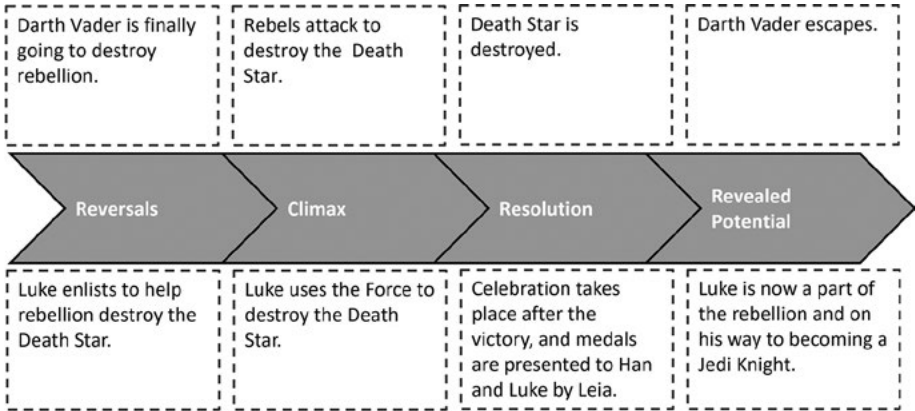 Darth Vader is finally
going to destroy
rebellion.
Rebels attack to
destroy the Death
Star.
Death Star is
destroyed.
Darth Vader escapes.
Reversals
Climax
Resolution
Revealed
Potential
Luke enlists to help
rebellion destroy the
Death Star.
Luke uses the Force to
destroy the Death
Star.
Celebration takes
place after the
victory, and medals
are presented to Han
and Luke by Leia.
Luke is now a part of
the rebellion and on
his way to becoming a
Jedi Knight.